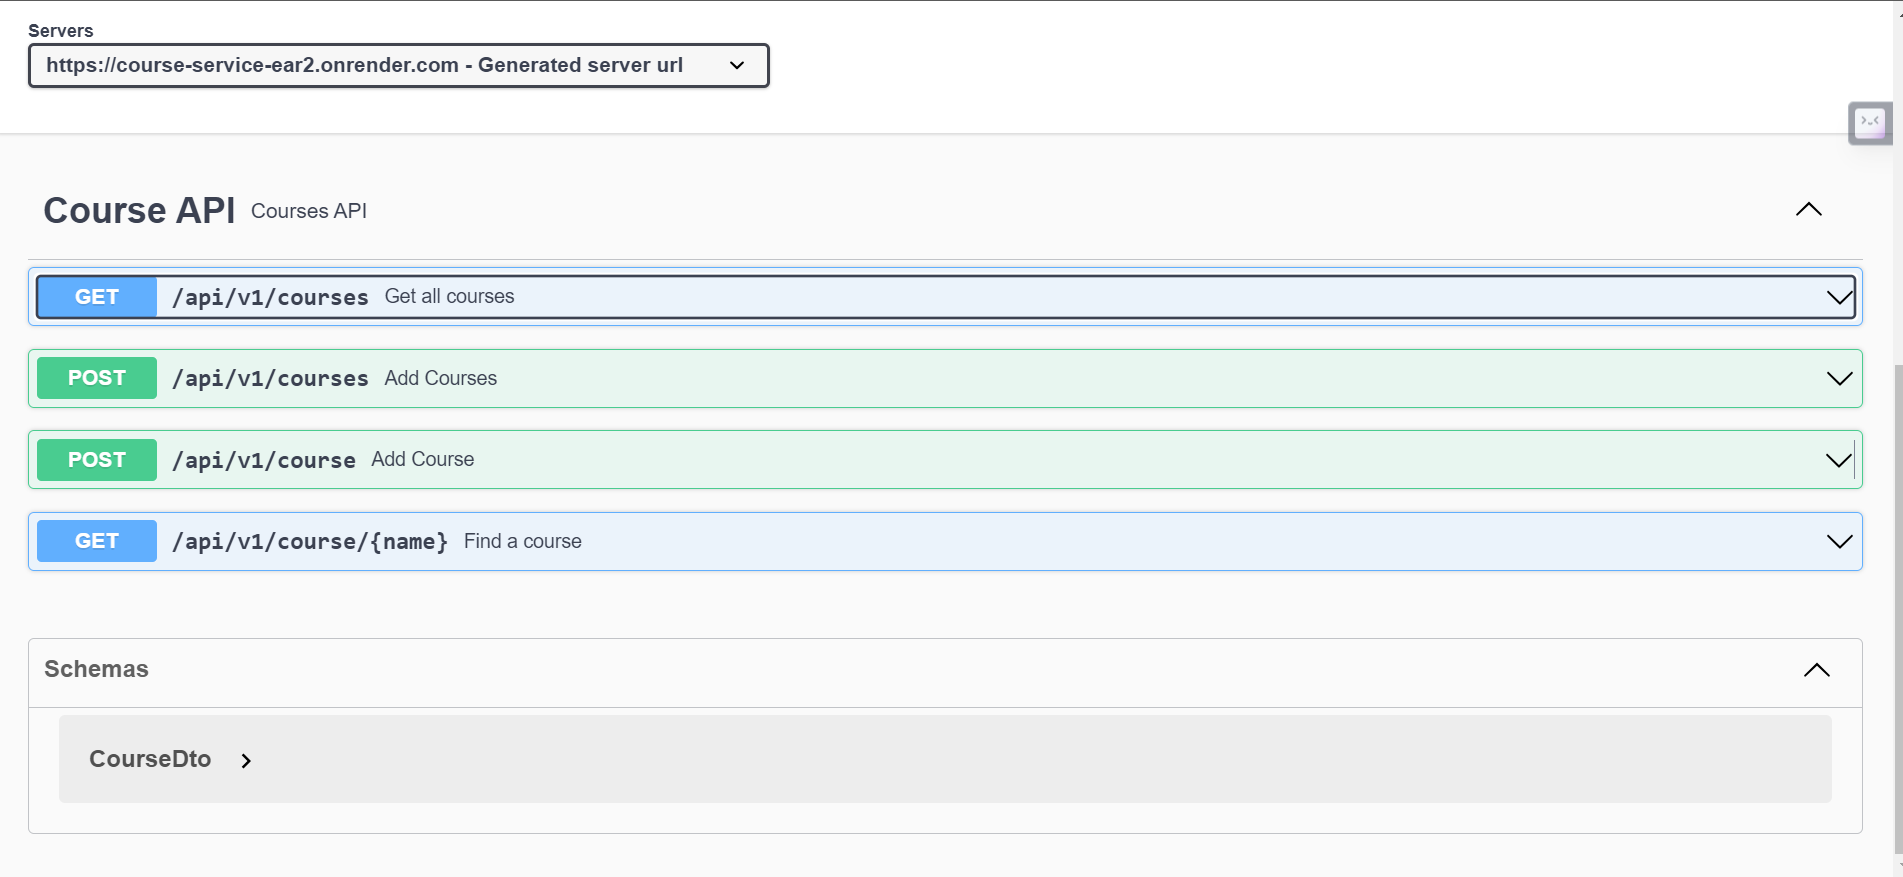 Servers
https://course-service-ear2.onrender.com - Generated server url
Course API Courses API
GET /api/v1/courses Get all courses
POST /api/v1/courses Add Courses
POST /api/v1/course Add Course
GET /api/v1/course/{name} Find a course
Schemas
CourseDto